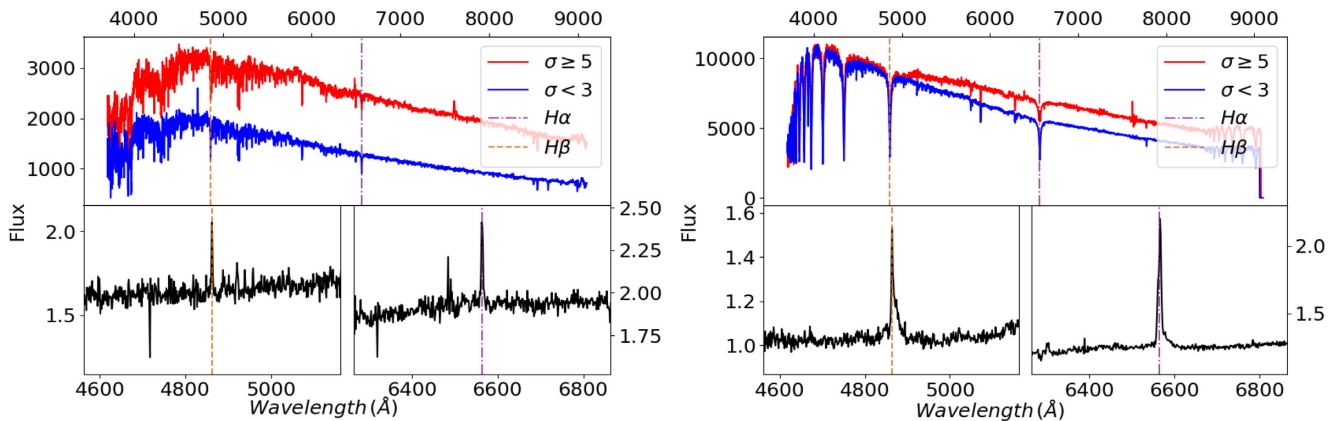 4000 5000 6000 7000 8000 9000
3000
2000
1000
σ ≥ 5
σ < 3
Hα
Hβ
Flux
2.0
1.5
2.50
2.25
2.00
1.75
4600 4800 5000 6400 6600 6800
Wavelength (Å)
4000 5000 6000 7000 8000 9000
10000
5000
0
σ ≥ 5
σ < 3
Hα
Hβ
Flux
1.6
1.4
1.2
1.0
2.0
1.5
4600 4800 5000 6400 6600 6800
Wavelength (Å)